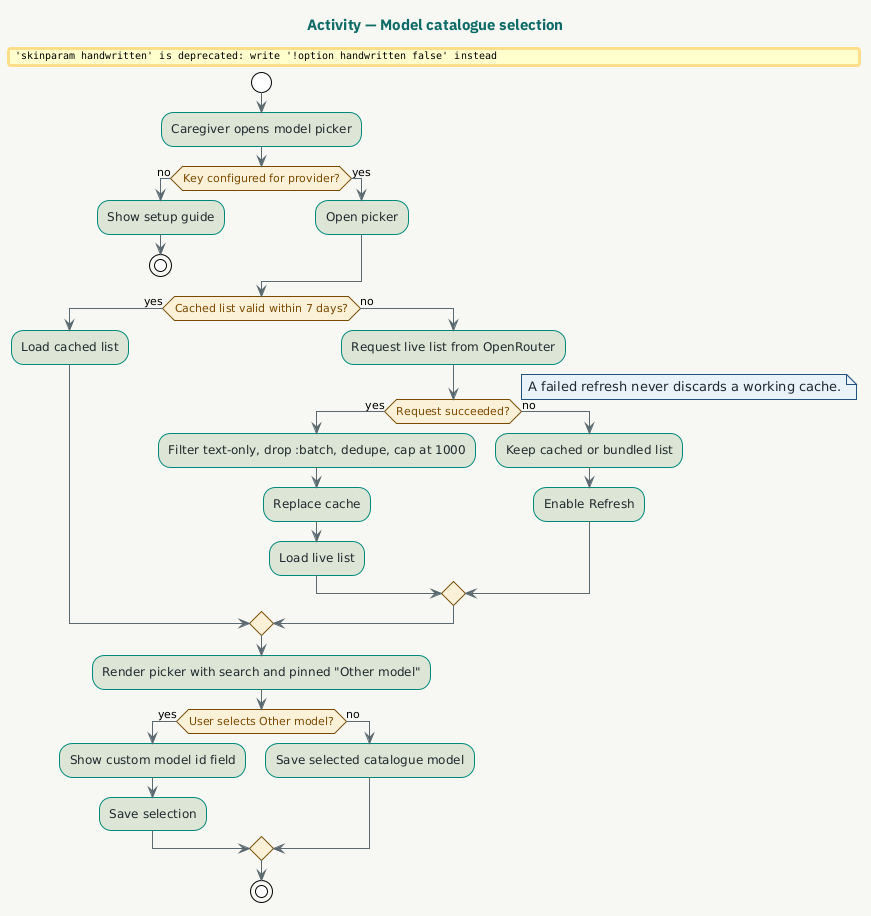 Activity — Model catalogue selection
'skinparam handwritten' is deprecated: write '!option handwritten false' instead
Caregiver opens model picker
Key configured for provider?
no
yes
Show setup guide
Open picker
Cached list valid within 7 days?
yes
no
Load cached list
Request live list from OpenRouter
A failed refresh never discards a working cache.
Request succeeded?
yes
no
Filter text-only, drop :batch, dedupe, cap at 1000
Keep cached or bundled list
Replace cache
Enable Refresh
Load live list
Render picker with search and pinned "Other model"
User selects Other model?
yes
no
Show custom model id field
Save selected catalogue model
Save selection